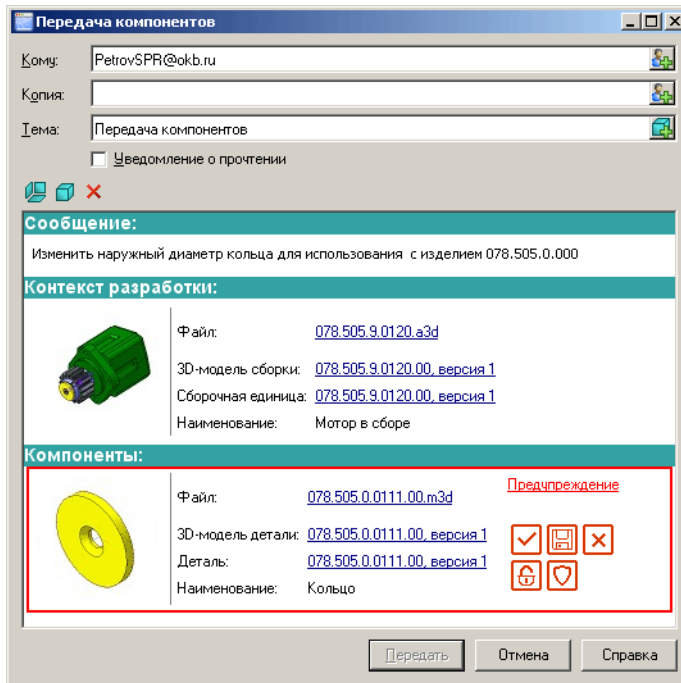 Передача компонентов
Кому: PetrovSPR@okb.ru
Копия:
Тема: Передача компонентов
Уведомление о прочтении
Сообщение:
Изменить наружный диаметр кольца для использования с изделием 078.505.0.000
Контекст разработки:
Файл: 078.505.9.0120.a3d
3D-модель сборки: 078.505.9.0120.00, версия 1
Сборочная единица: 078.505.9.0120.00, версия 1
Наименование: Мотор в сборе
Компоненты:
Предупреждение
Файл: 078.505.0.0111.00.m3d
3D-модель детали: 078.505.0.0111.00, версия 1
Деталь: 078.505.0.0111.00, версия 1
Наименование: Кольцо
Передать Отмена Справка